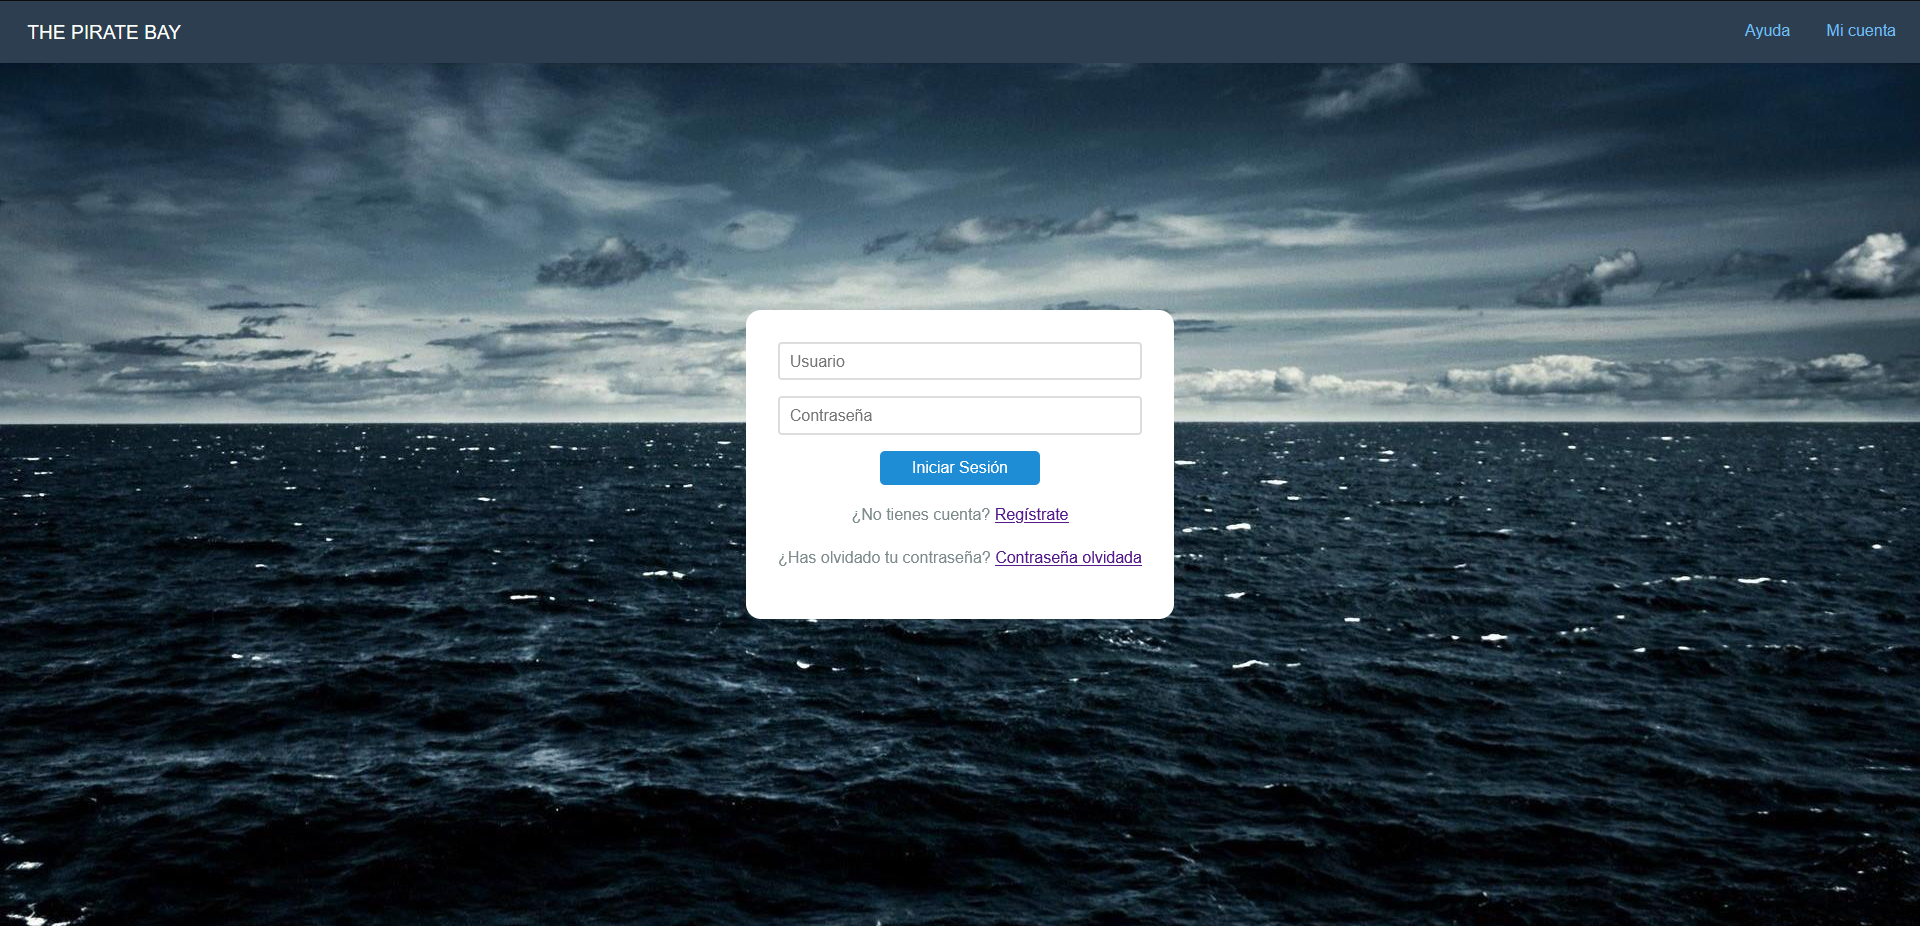 THE PIRATE BAY
Ayuda
Mi cuenta
Usuario
Contraseña
Iniciar Sesión
¿No tienes cuenta? Regístrate
¿Has olvidado tu contraseña? Contraseña olvidada